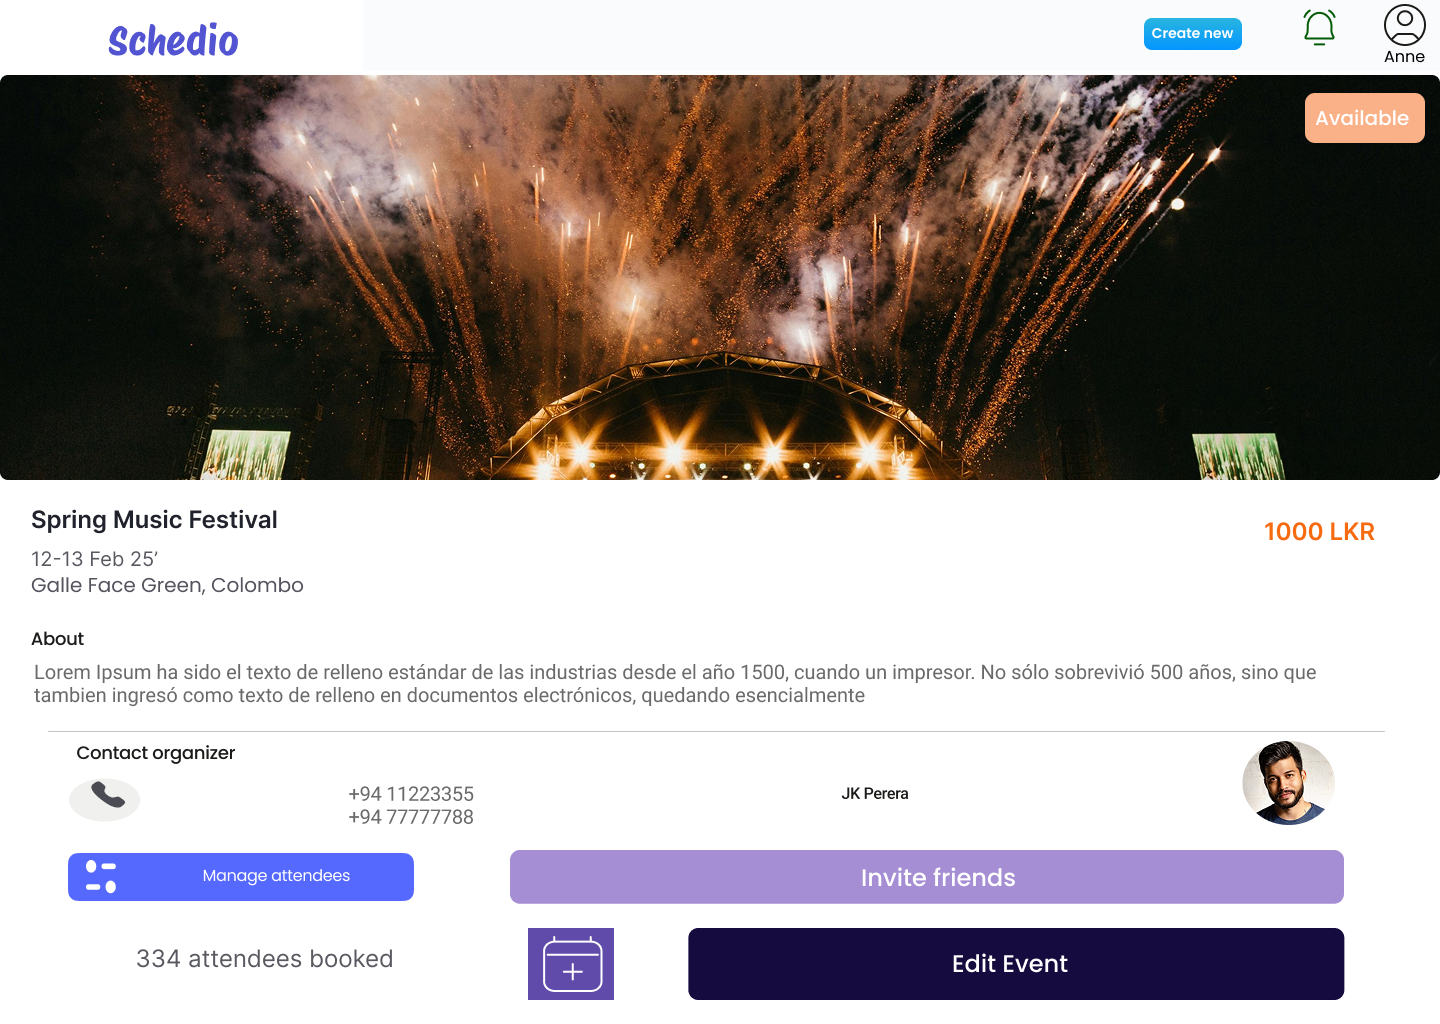 Schedio
Create new
Anne
Available
Spring Music Festival
1000 LKR
12-13 Feb 25’
Galle Face Green, Colombo
About
Lorem Ipsum ha sido el texto de relleno estándar de las industrias desde el año 1500, cuando un impresor. No sólo sobrevivió 500 años, sino que
tambien ingresó como texto de relleno en documentos electrónicos, quedando esencialmente
Contact organizer
+94 11223355
+94 77777788
JK Perera
Manage attendees
Invite friends
334 attendees booked
Edit Event